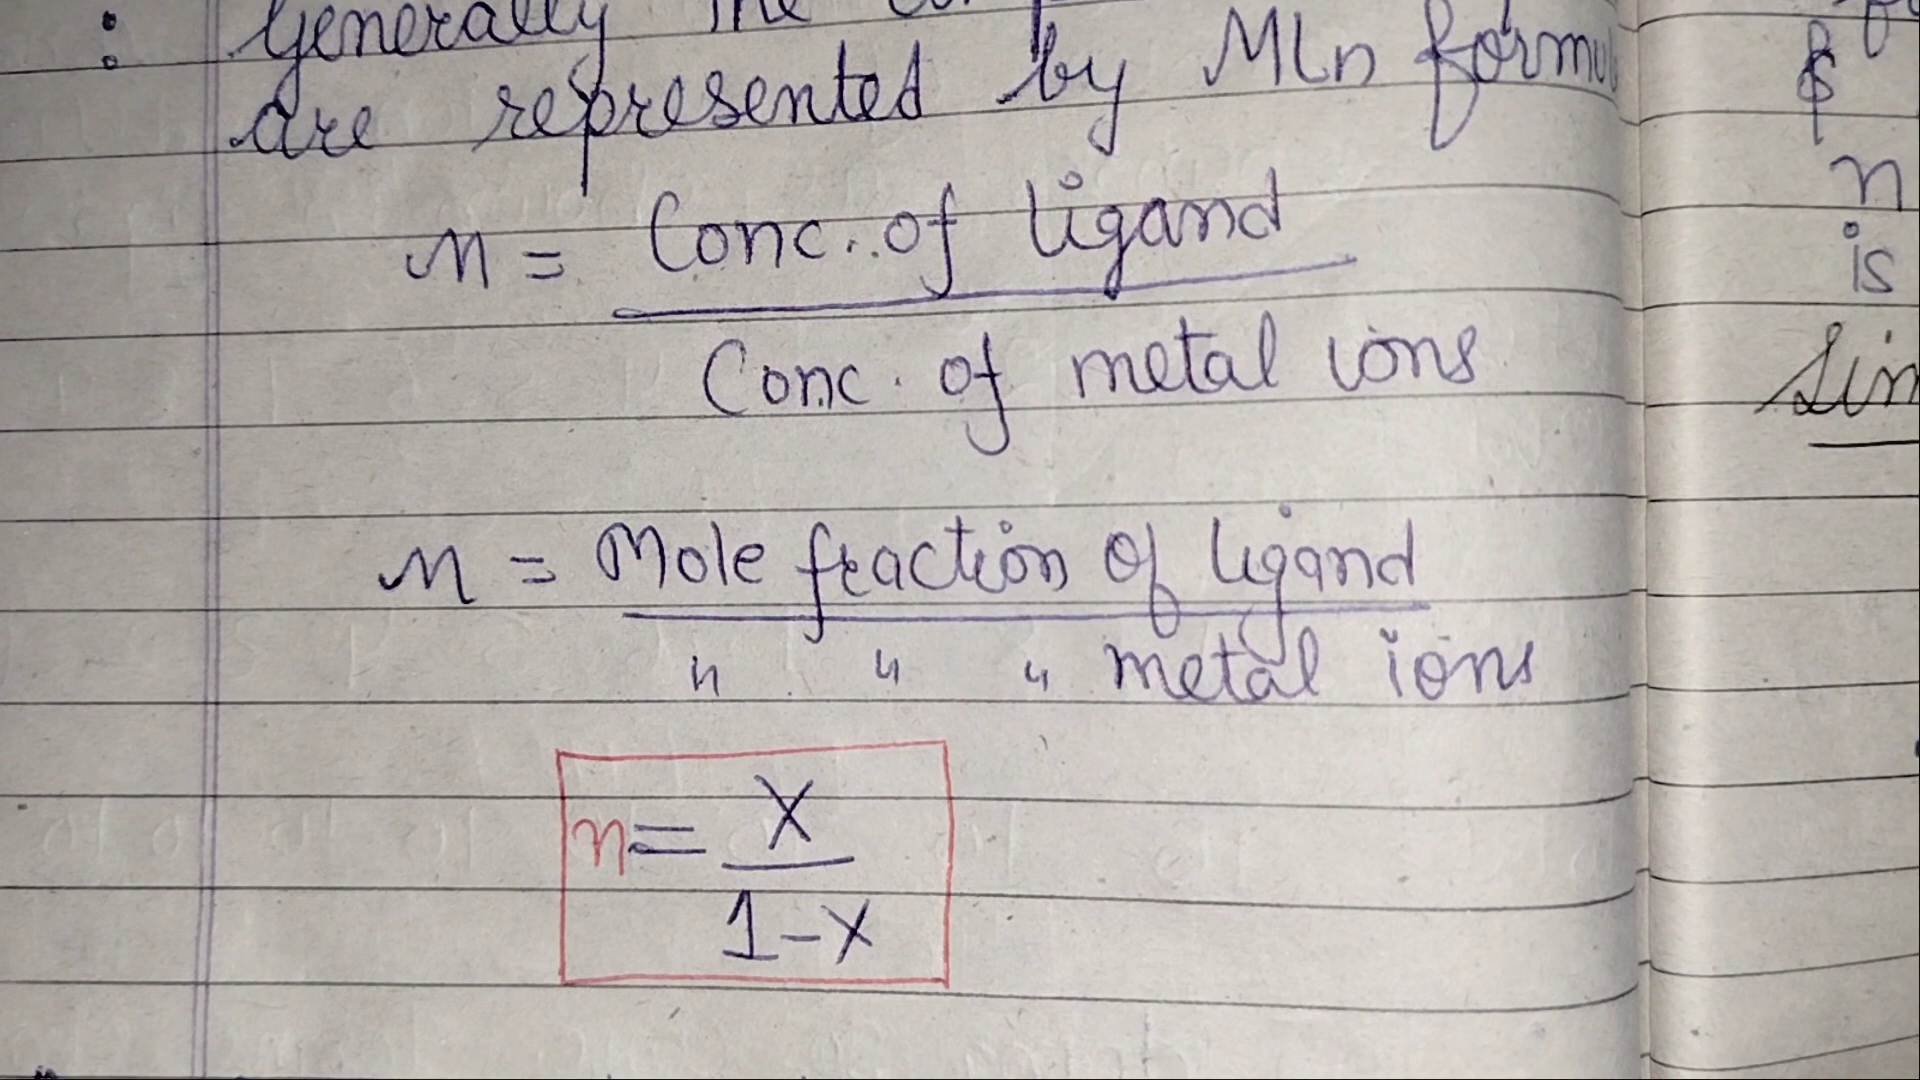 : Generally the
are represented by MLn
n = Conc. of ligand
Conc. of metal ions
n = Mole fraction of ligand
" " " metal ions
n = X
1-X
n
is